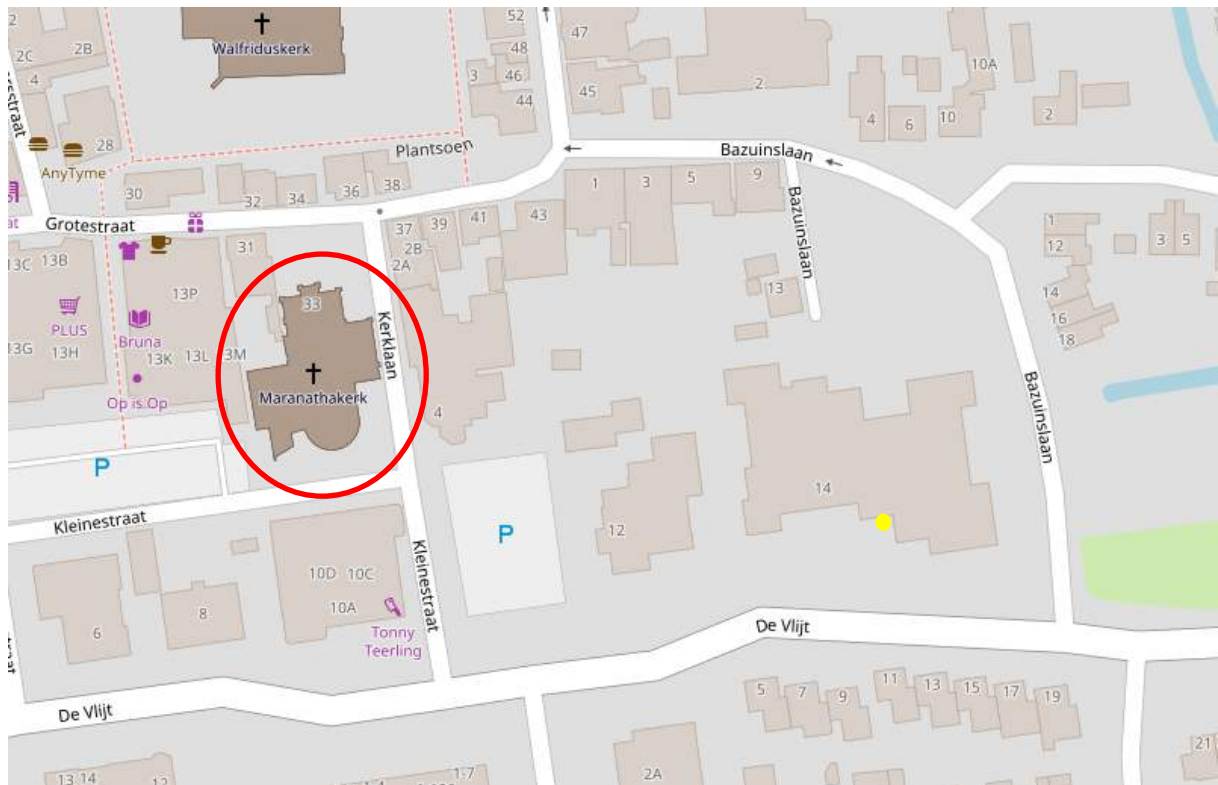 52
Walfriduskerk
2C
2B
4
47
48
46
3
44
45
2
10A
4
6
10
2
28
AnyTyme
Plantsoen
Bazuinslaan
30
32
34
36
38
1
3
5
9
Grotestraat
37
39
41
43
2B
2A
31
Bazuinslaan
1
12
3
5
13C
13B
13P
33
13
14
16
18
PLUS
Bruna
Kerklaan
13G
13H
13K
13L
Maranathakerk
Op is Op
4
Bazuinslaan
P
14
Kleinestraat
12
P
Kleinestraat
10D
10C
10A
8
6
Tonny
Teerling
De Vlijt
De Vlijt
5
7
9
11
13
15
17
19
21
2A
13
14
12
1-7